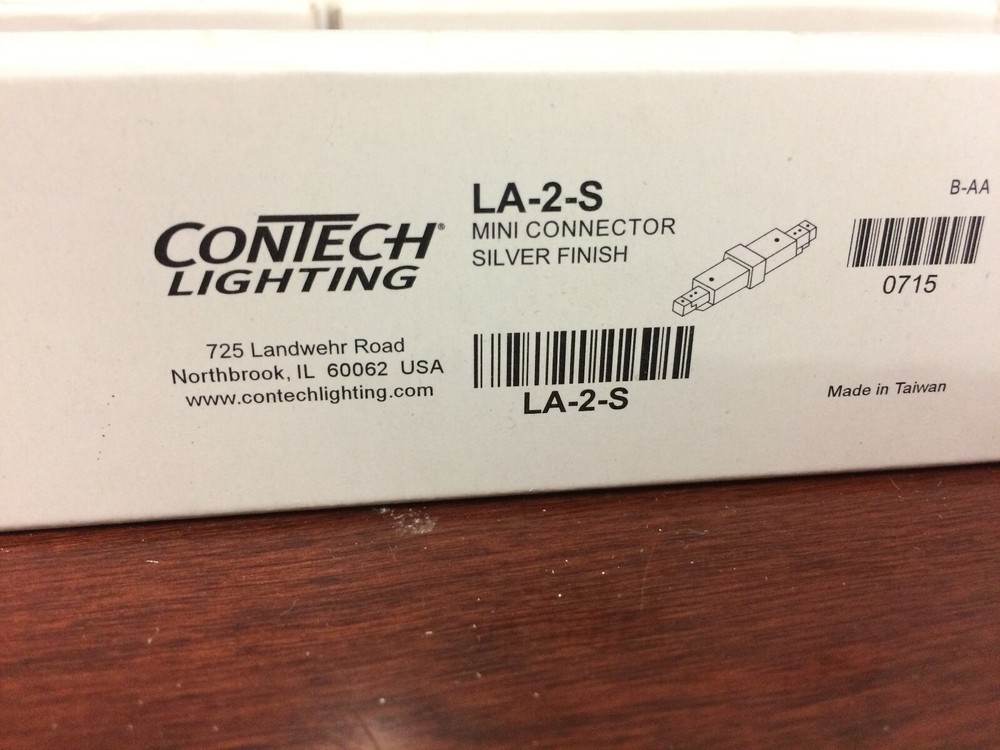 CONTECH®
LIGHTING
725 Landwehr Road
Northbrook, IL 60062 USA
www.contechlighting.com
LA-2-S
MINI CONNECTOR
SILVER FINISH
LA-2-S
B-AA
0715
Made in Taiwan